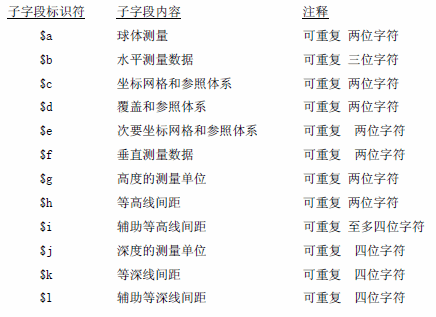 子字段标识符 子字段内容 注释
$a 球体测量 可重复 两位字符
$b 水平测量数据 可重复 三位字符
$c 坐标网格和参照体系 可重复 两位字符
$d 覆盖和参照体系 可重复 两位字符
$e 次要坐标网格和参照体系 可重复 两位字符
$f 垂直测量数据 可重复 两位字符
$g 高度的测量单位 可重复 两位字符
$h 等高线间距 可重复 两位字符
$i 辅助等高线间距 可重复 至多四位字符
$j 深度的测量单位 可重复 四位字符
$k 等深线间距 可重复 四位字符
$l 辅助等深线间距 可重复 四位字符